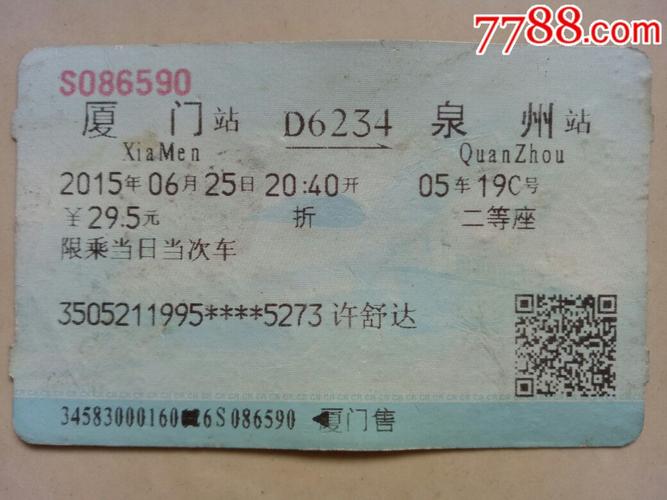 7788.com
S086590
厦门站 D6234 泉州站
XiaMen QuanZhou
2015年06月25日20:40开 05车19C号
￥29.5元 折 二等座
限乘当日当次车
3505211995****5273 许舒达
34583000160 6S086590 厦门售